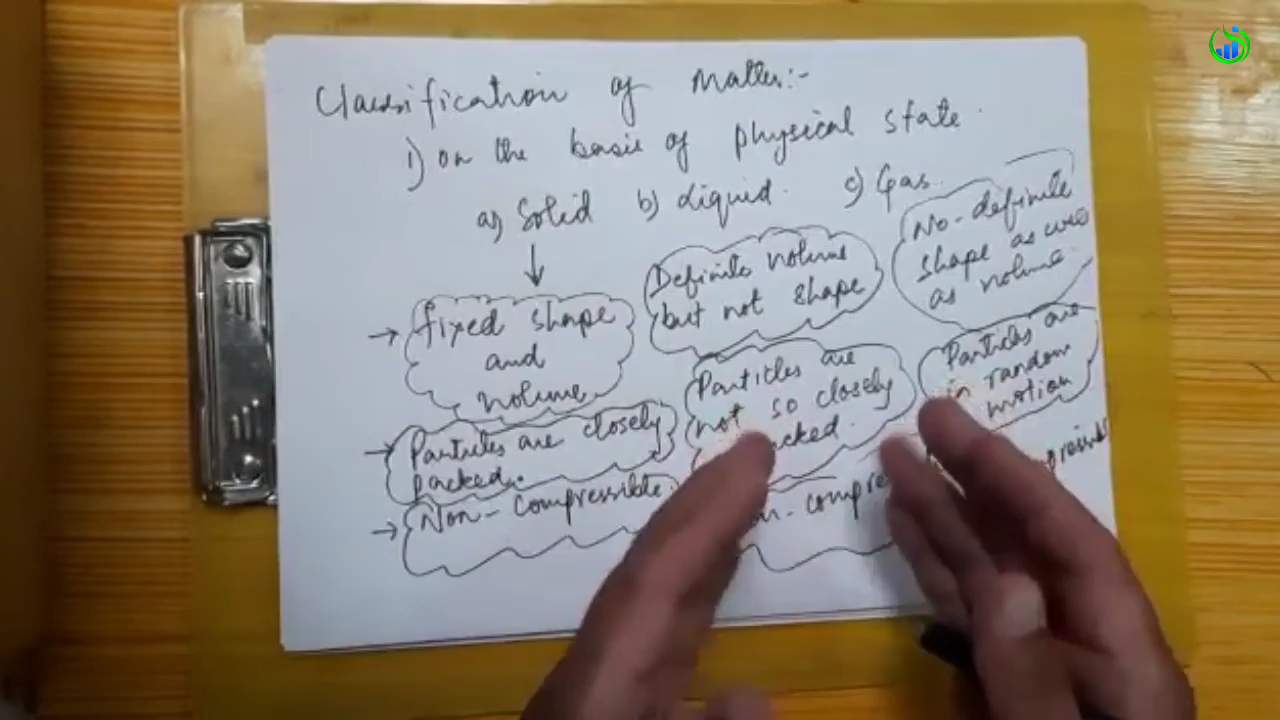 Classification of Matter:-
1) On the basis of physical state.
a) Solid b) Liquid. c) Gas.
fixed shape
and
volume
Definite volume
but not shape
No-definite
shape as well
as volume.
Particles are closely
packed.
Particles are
not so closely
packed.
Particles are
in random
motion
Non-Compressible.